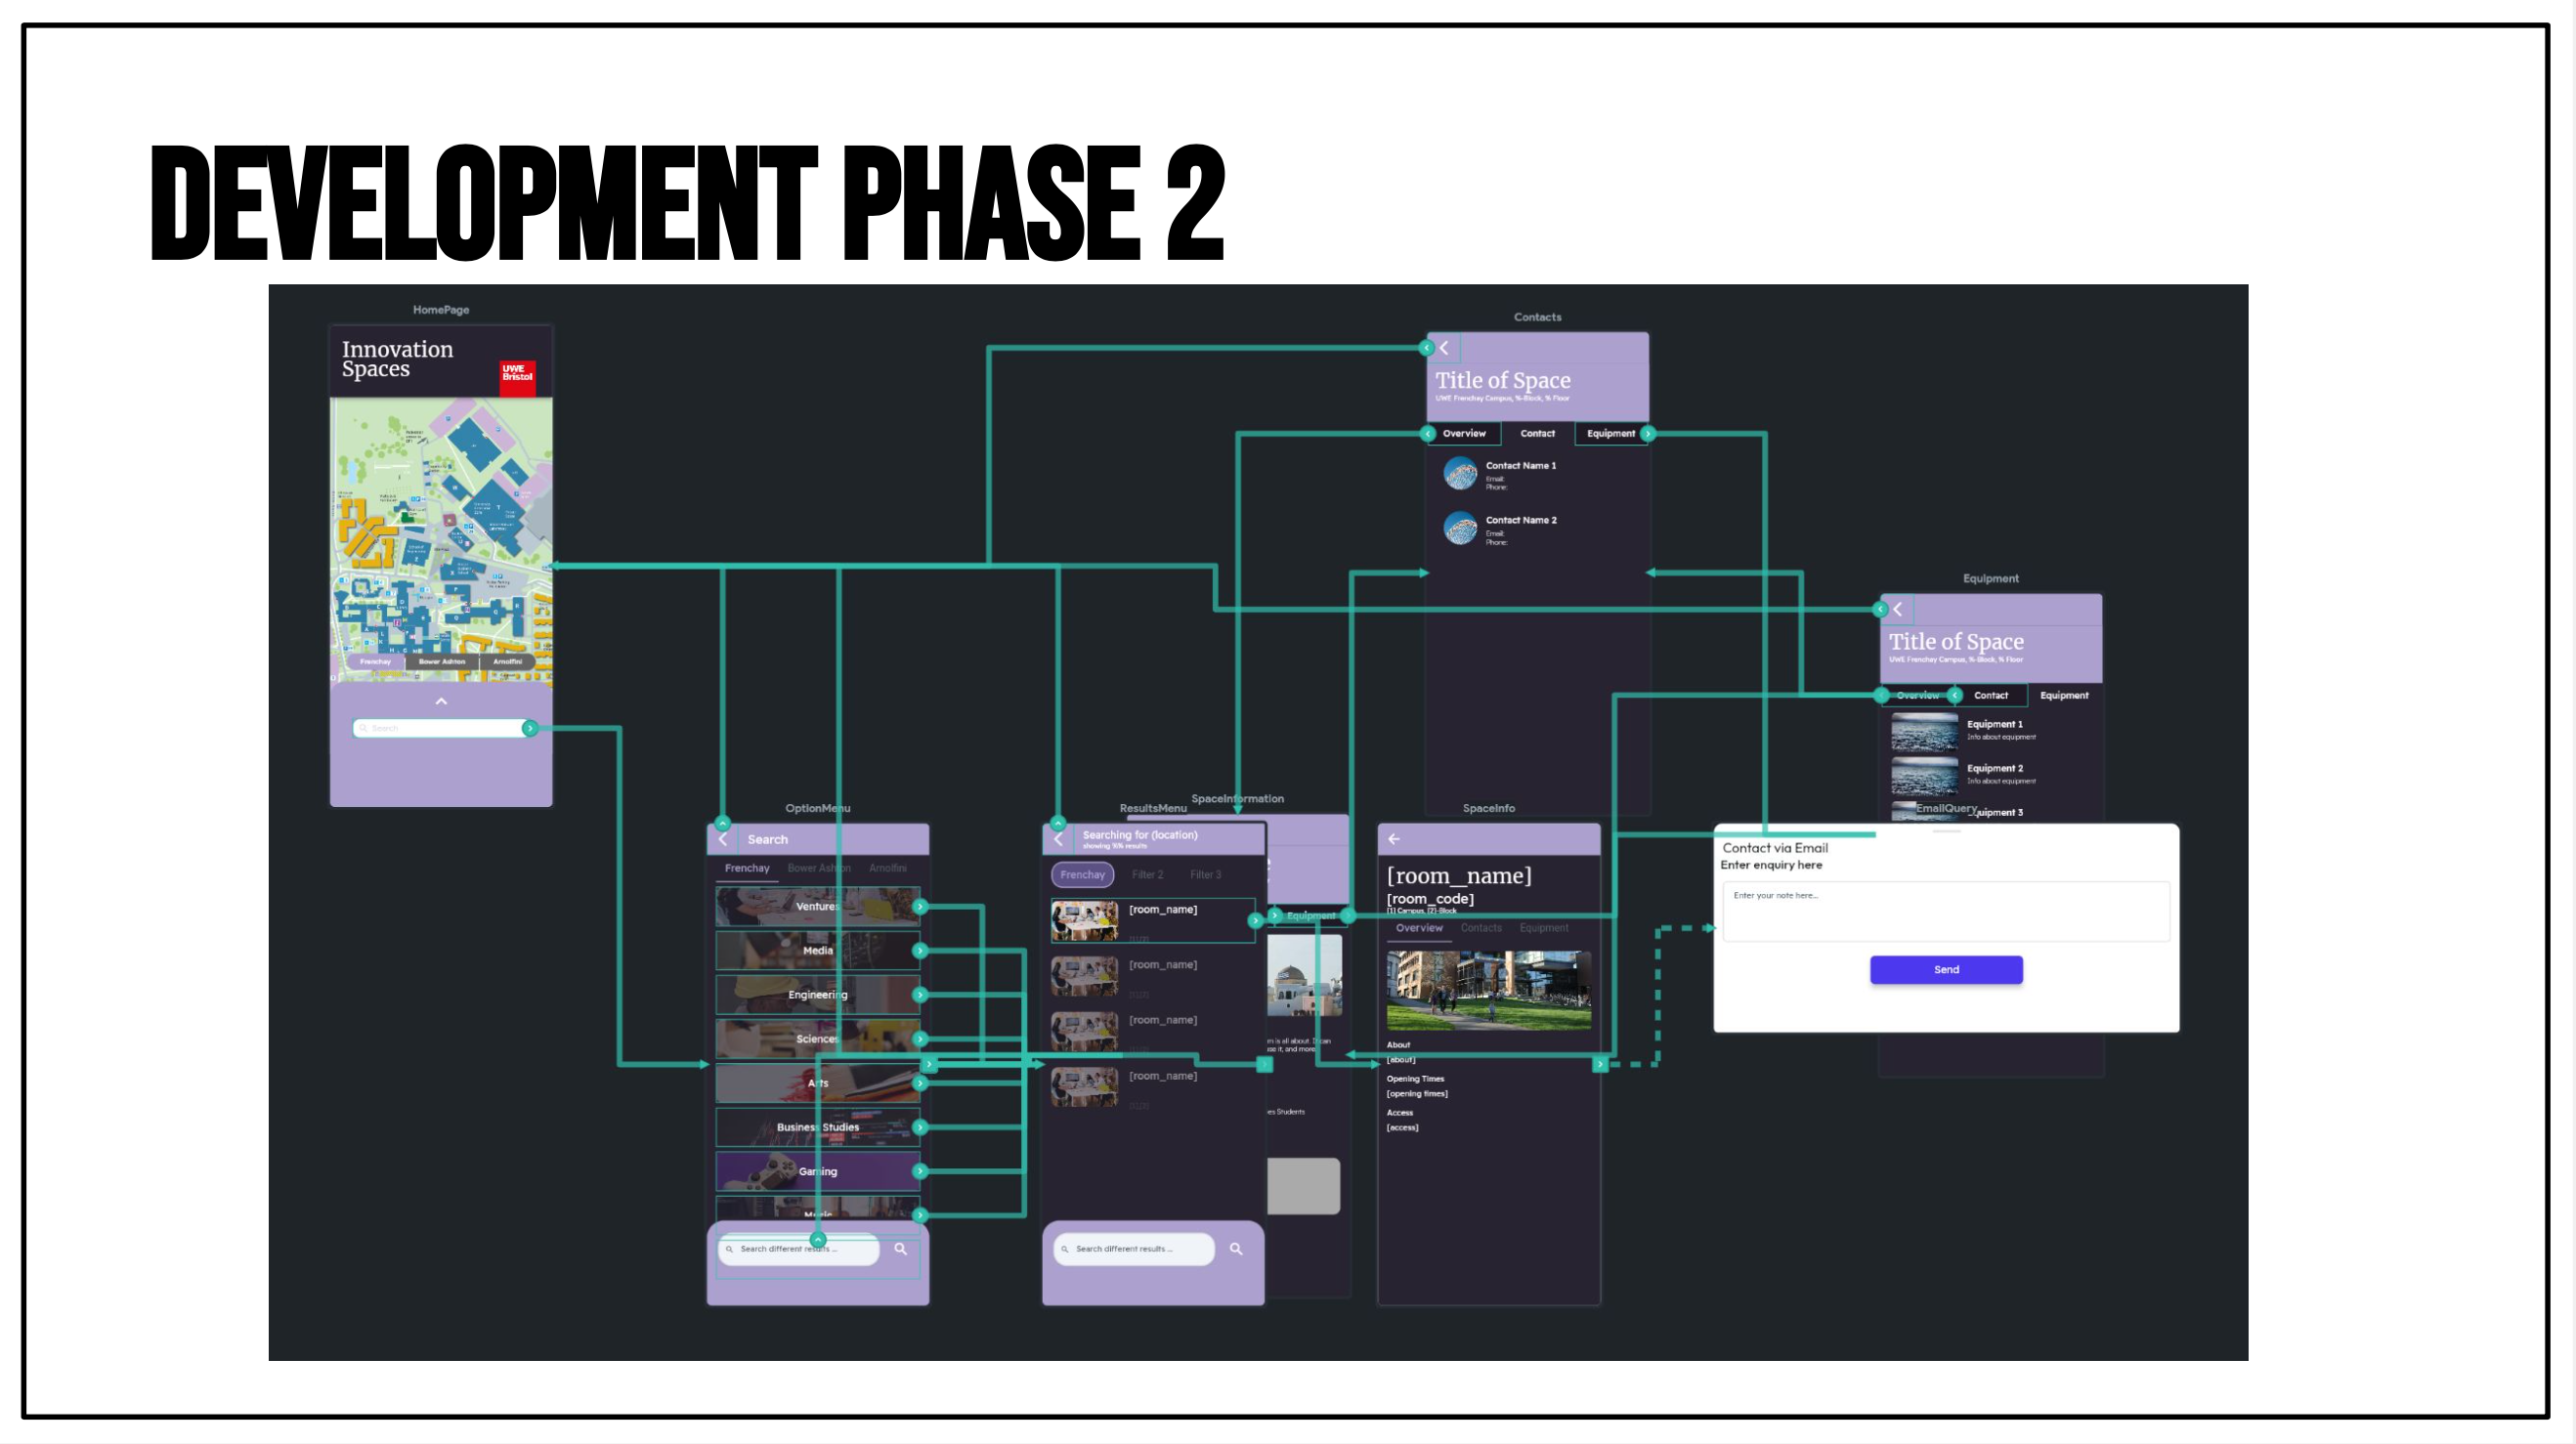 DEVELOPMENT PHASE 2
HomePage
Innovation
Spaces
UWE
Bristol
Frenchay
Bower Ashton
Arnolfini
Search
Contacts
Title of Space
UWE Frenchay Campus, %-Block, % Floor
Overview
Contact
Equipment
Contact Name 1
Email:
Phone:
Contact Name 2
Email:
Phone:
Equipment
Title of Space
UWE Frenchay Campus, %-Block, % Floor
Overview
Contact
Equipment
Equipment 1
Info about equipment
Equipment 2
Info about equipment
Equipment 3
OptionMenu
Search
Frenchay
Bower Ashton
Arnolfini
Ventures
Media
Engineering
Sciences
Arts
Business Studies
Gaming
Music
Search different results ...
ResultsMenu
Searching for (location)
showing %% results
Frenchay
Filter 2
Filter 3
[room_name]
[room_name]
[room_name]
[room_name]
Search different results ...
SpaceInformation
Equipment
SpaceInfo
[room_name]
[room_code]
[1] Campus, [2]-Block
Overview
Contacts
Equipment
About
[about]
Opening Times
[opening times]
Access
[access]
EmailQuery
Contact via Email
Enter enquiry here
Enter your note here...
Send